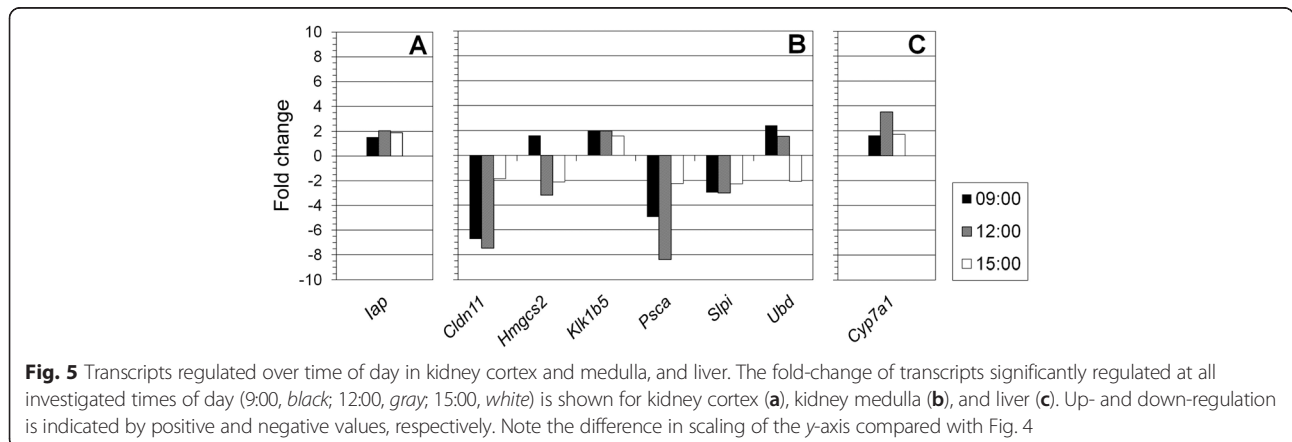 A
B
C
Fold change
10
8
6
4
2
0
-2
-4
-6
-8
-10
Iap
Cldn11
Hmgcs2
Klk1b5
Psca
Slpi
Ubd
Cyp7a1
09:00
12:00
15:00
Fig. 5 Transcripts regulated over time of day in kidney cortex and medulla, and liver. The fold-change of transcripts significantly regulated at all
investigated times of day (9:00, black; 12:00, gray; 15:00, white) is shown for kidney cortex (a), kidney medulla (b), and liver (c). Up- and down-regulation
is indicated by positive and negative values, respectively. Note the difference in scaling of the y-axis compared with Fig. 4